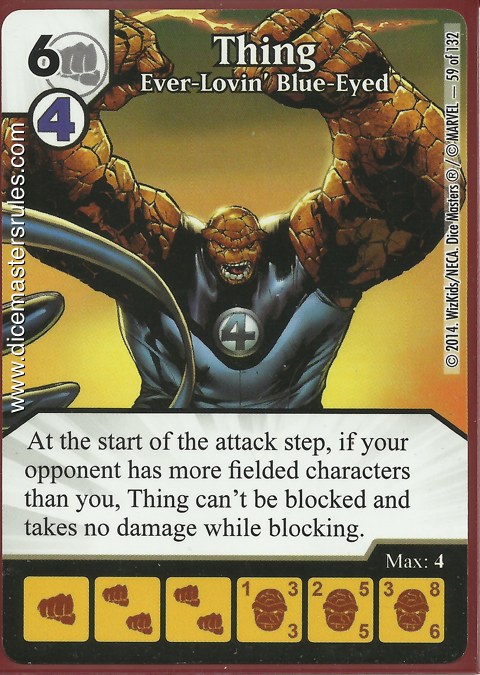 6
Thing
Ever-Lovin' Blue-Eyed
4
www.dicemastersrules.com
© 2014. WizKids/NECA. Dice Masters ® / © MARVEL — 59 of 132
4
At the start of the attack step, if your
opponent has more fielded characters
than you, Thing can't be blocked and
takes no damage while blocking.
Max: 4
1 3
3
2 5
5
3 8
6